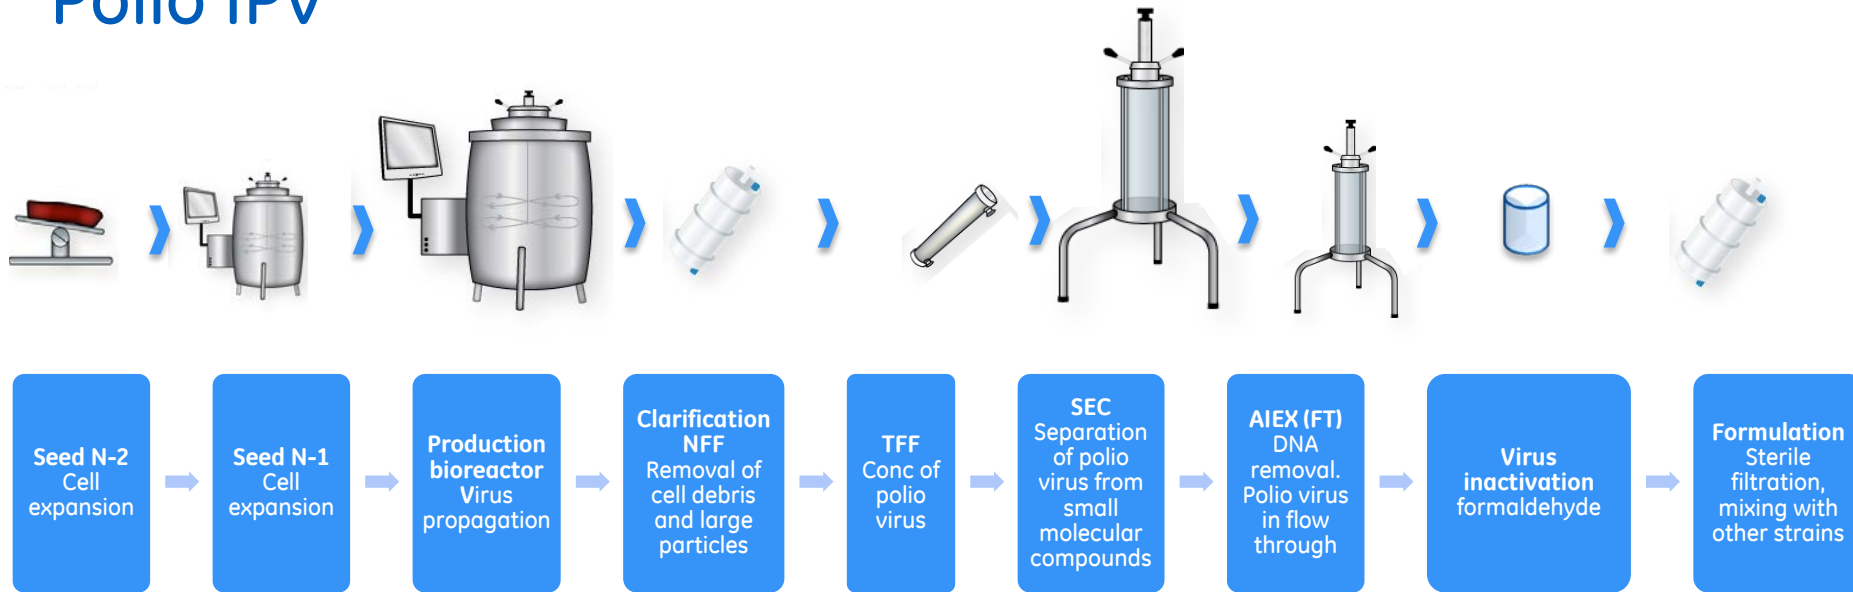 Polio IPV
Seed N-2
Cell
expansion
Seed N-1
Cell
expansion
Production
bioreactor
Virus
propagation
Clarification
NFF
Removal of
cell debris
and large
particles
TFF
Conc of
polio
virus
SEC
Separation
of polio
virus from
small
molecular
compounds
AIEX (FT)
DNA
removal.
Polio virus
in flow
through
Virus
inactivation
formaldehyde
Formulation
Sterile
filtration,
mixing with
other strains